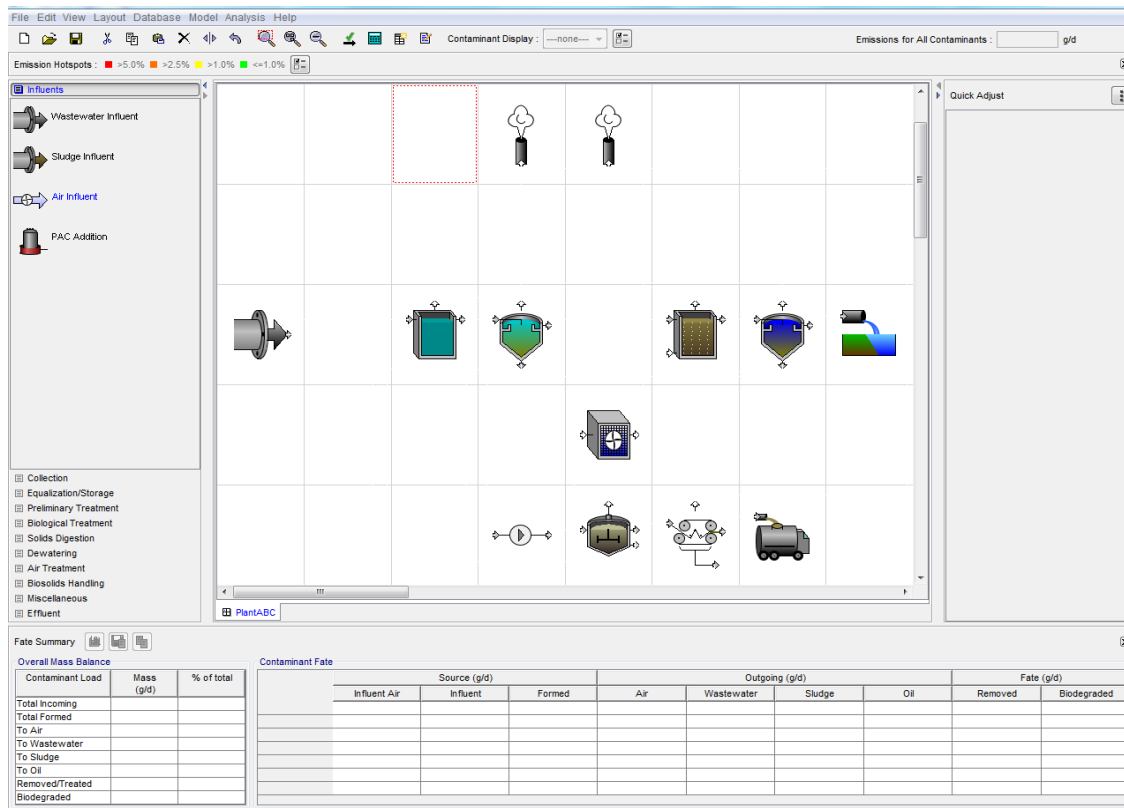 File Edit View Layout Database Model Analysis Help
Contaminant Display : ---none--- Emissions for All Contaminants : g/d
Emission Hotspots : >5.0% >2.5% >1.0% <=1.0%
Influents
Wastewater Influent
Sludge Influent
Air Influent
PAC Addition
Collection
Equalization/Storage
Preliminary Treatment
Biological Treatment
Solids Digestion
Dewatering
Air Treatment
Biosolids Handling
Miscellaneous
Effluent
C C
PlantABC
Quick Adjust
Fate Summary
Overall Mass Balance
Contaminant Load Mass (g/d) % of total
Total Incoming
Total Formed
To Air
To Wastewater
To Sludge
To Oil
Removed/Treated
Biodegraded
Contaminant Fate
Source (g/d) Outgoing (g/d) Fate (g/d)
Influent Air Influent Formed Air Wastewater Sludge Oil Removed Biodegraded